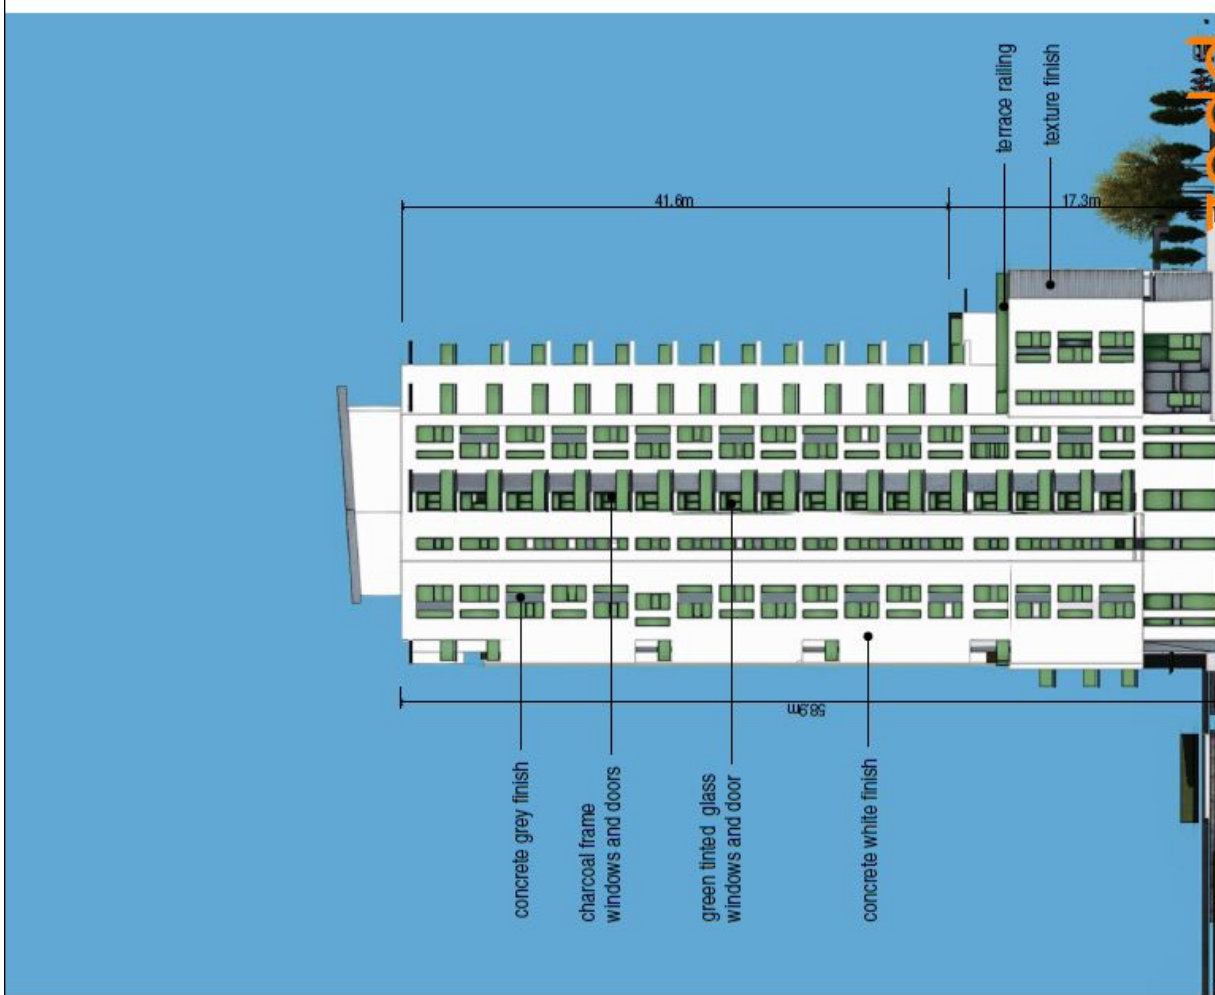 terrace railing
texture finish
41.6m
17.3m
58.9m
concrete grey finish
charcoal frame
windows and doors
green tinted glass
windows and door
concrete white finish